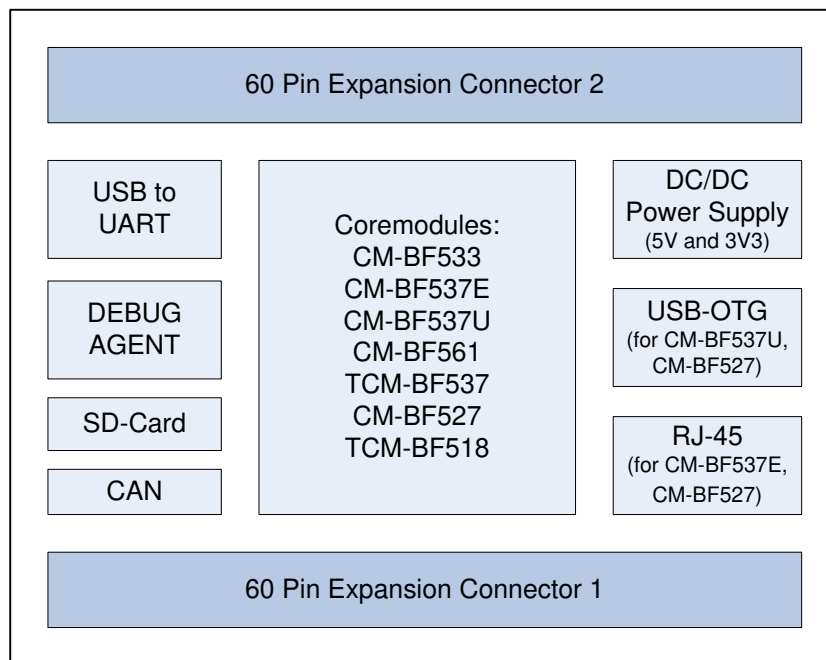 60 Pin Expansion Connector 2
USB to
UART
DEBUG
AGENT
SD-Card
CAN
Coremodules:
CM-BF533
CM-BF537E
CM-BF537U
CM-BF561
TCM-BF537
CM-BF527
TCM-BF518
DC/DC
Power Supply
(5V and 3V3)
USB-OTG
(for CM-BF537U,
CM-BF527)
RJ-45
(for CM-BF537E,
CM-BF527)
60 Pin Expansion Connector 1